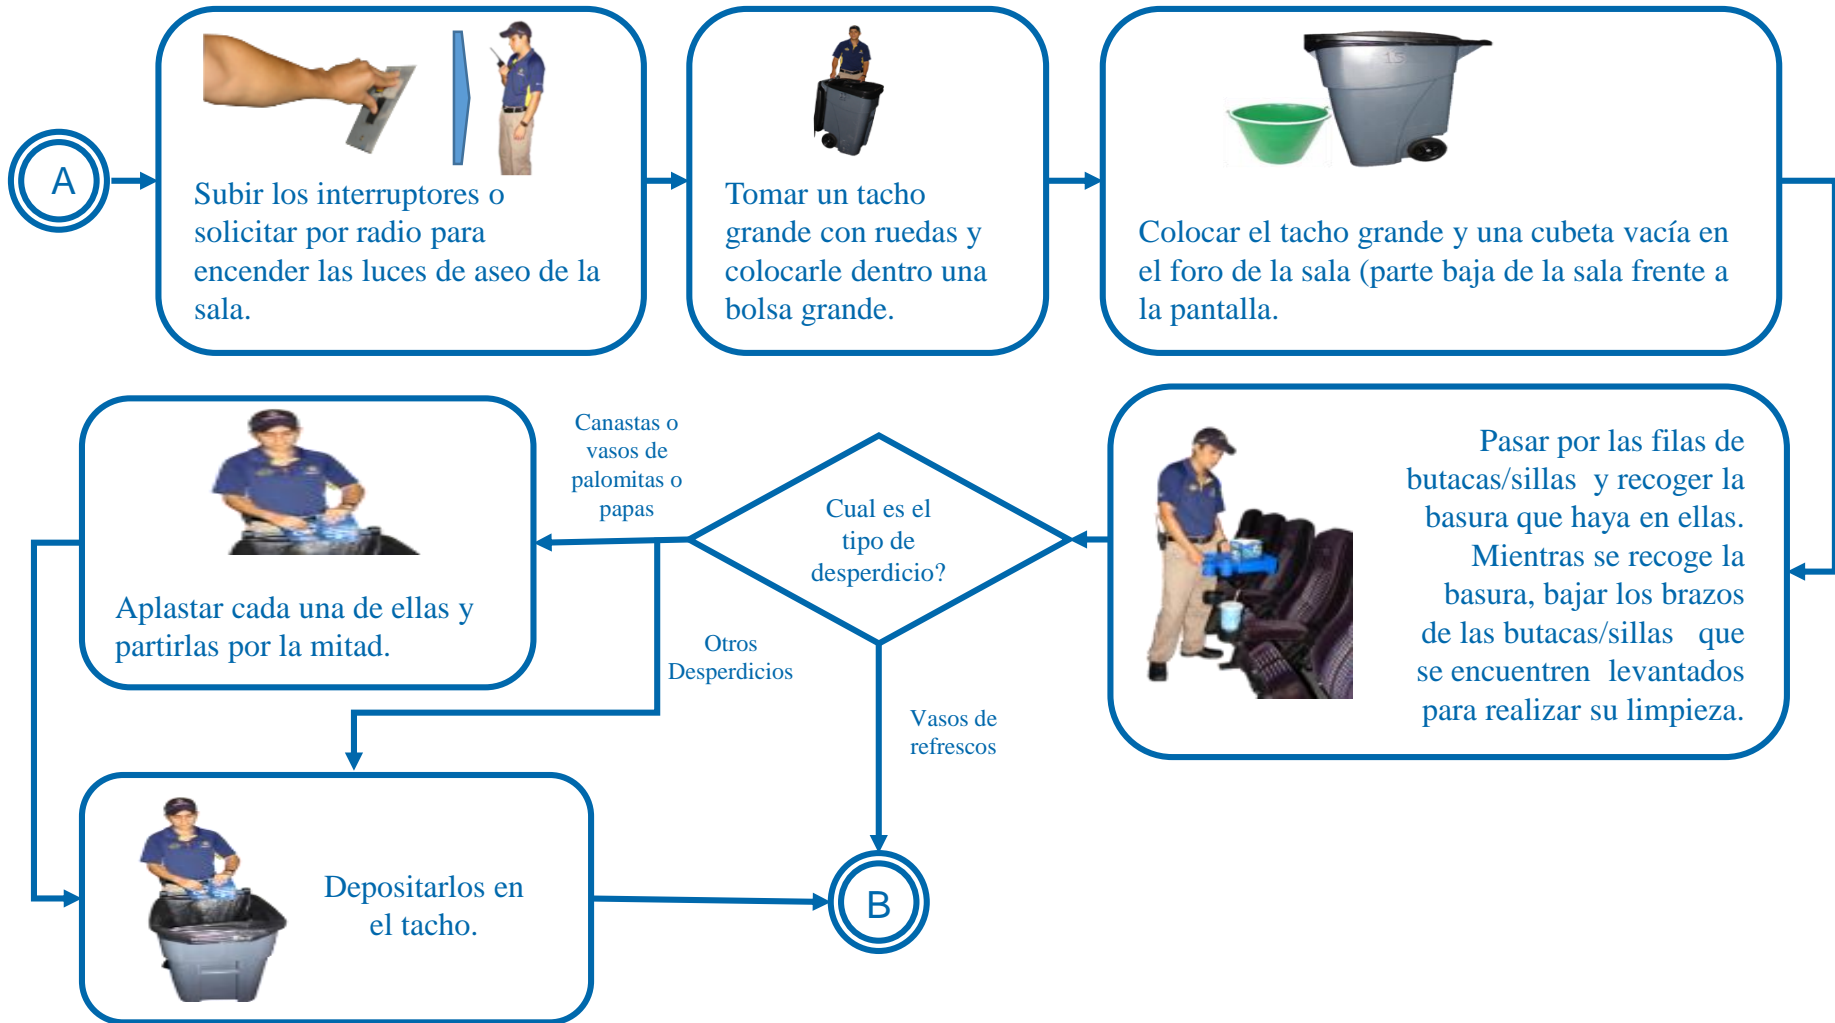 A
Subir los interruptores o
solicitar por radio para
encender las luces de aseo de la
sala.
Tomar un tacho
grande con ruedas y
colocarle dentro una
bolsa grande.
15
Colocar el tacho grande y una cubeta vacía en
el foro de la sala (parte baja de la sala frente a
la pantalla.
Pasar por las filas de
butacas/sillas y recoger la
basura que haya en ellas.
Mientras se recoge la
basura, bajar los brazos
de las butacas/sillas que
se encuentren levantados
para realizar su limpieza.
Cual es el
tipo de
desperdicio?
Canastas o
vasos de
palomitas o
papas
Aplastar cada una de ellas y
partirlas por la mitad.
Otros
Desperdicios
Vasos de
refrescos
Depositarlos en
el tacho.
B